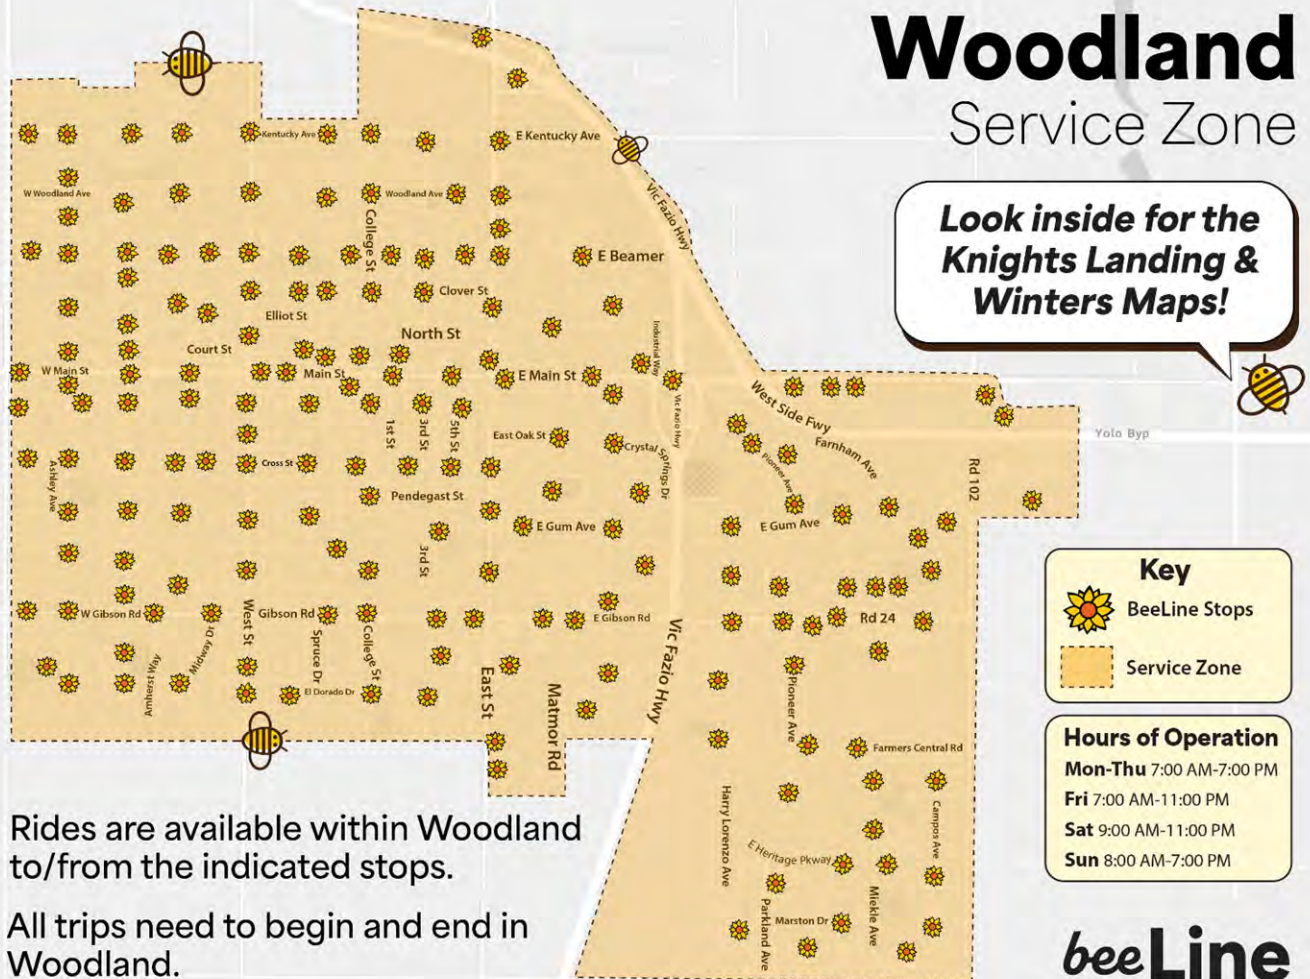 Woodland
Service Zone
Look inside for the
Knights Landing &
Winters Maps!
Kentucky Ave
E Kentucky Ave
W Woodland Ave
Woodland Ave
College St
Vic Fazio Hwy
E Beamer
Clover St
Elliot St
North St
Court St
Industrial Way
W Main St
Main St
E Main St
West Side Fwy
Vic Fazio Hwy
1st St
3rd St
5th St
East Oak St
Crystal Springs Dr
Farnham Ave
Yolo Byp
Cross St
Ashley Ave
Pioneer Ave
Rd 102
Pendegast St
E Gum Ave
E Gum Ave
3rd St
W Gibson Rd
Gibson Rd
E Gibson Rd
Rd 24
West St
Midway Dr
Amherst Way
Spruce Dr
College St
El Dorado Dr
East St
Matmor Rd
Vic Fazio Hwy
Pioneer Ave
Farmers Central Rd
Harry Lorenzo Ave
Campos Ave
E Heritage Pkway
Miekle Ave
Parkland Ave
Marston Dr
Key
BeeLine Stops
Service Zone
Hours of Operation
Mon-Thu 7:00 AM-7:00 PM
Fri 7:00 AM-11:00 PM
Sat 9:00 AM-11:00 PM
Sun 8:00 AM-7:00 PM
Rides are available within Woodland
to/from the indicated stops.
All trips need to begin and end in
Woodland.
beeLine